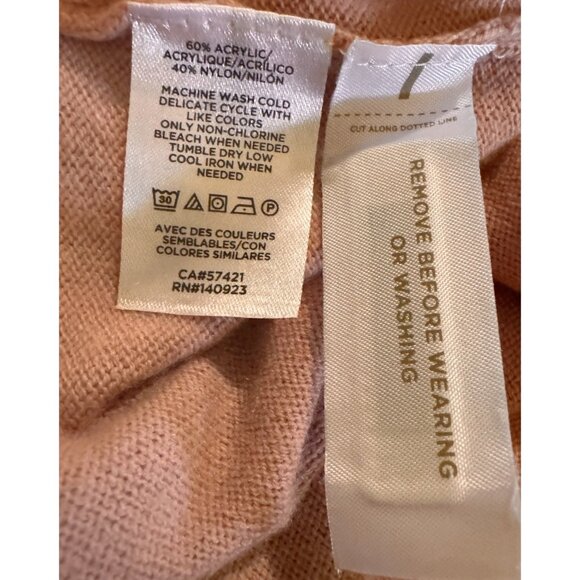 60% ACRYLIC/
ACRYLIQUE/ACRÍLICO
40% NYLON/NILÓN
MACHINE WASH COLD
DELICATE CYCLE WITH
LIKE COLORS
ONLY NON-CHLORINE
BLEACH WHEN NEEDED
TUMBLE DRY LOW
COOL IRON WHEN
NEEDED
30 P
AVEC DES COULEURS
SEMBLABLES/CON
COLORES SIMILARES
CA#57421
RN#140923
CUT ALONG DOTTED LINE
REMOVE BEFORE WEARING
OR WASHING